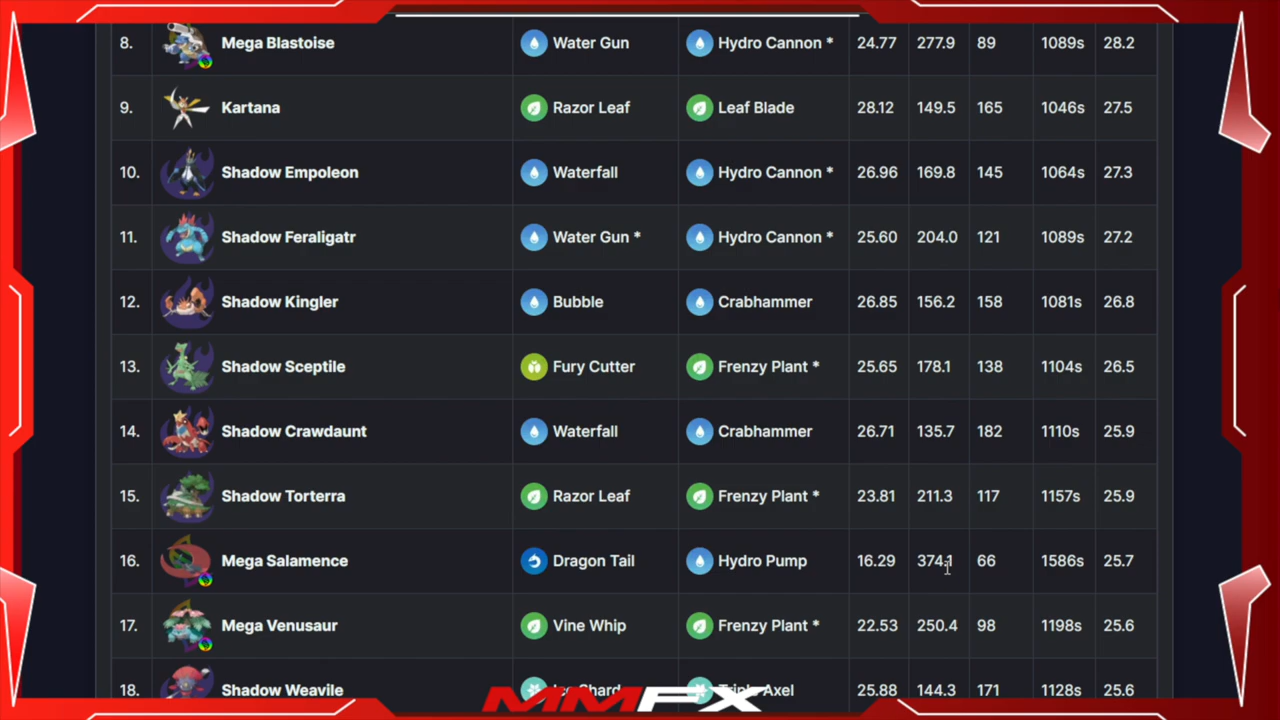 8. Mega Blastoise Water Gun Hydro Cannon * 24.77 277.9 89 1089s 28.2
9. Kartana Razor Leaf Leaf Blade 28.12 149.5 165 1046s 27.5
10. Shadow Empoleon Waterfall Hydro Cannon * 26.96 169.8 145 1064s 27.3
11. Shadow Feraligatr Water Gun * Hydro Cannon * 25.60 204.0 121 1089s 27.2
12. Shadow Kingler Bubble Crabhammer 26.85 156.2 158 1081s 26.8
13. Shadow Sceptile Fury Cutter Frenzy Plant * 25.65 178.1 138 1104s 26.5
14. Shadow Crawdaunt Waterfall Crabhammer 26.71 135.7 182 1110s 25.9
15. Shadow Torterra Razor Leaf Frenzy Plant * 23.81 211.3 117 1157s 25.9
16. Mega Salamence Dragon Tail Hydro Pump 16.29 374.1 66 1586s 25.7
17. Mega Venusaur Vine Whip Frenzy Plant * 22.53 250.4 98 1198s 25.6
18. Shadow Weavile Ice Shard Triple Axel 25.88 144.3 171 1128s 25.6
MMPX